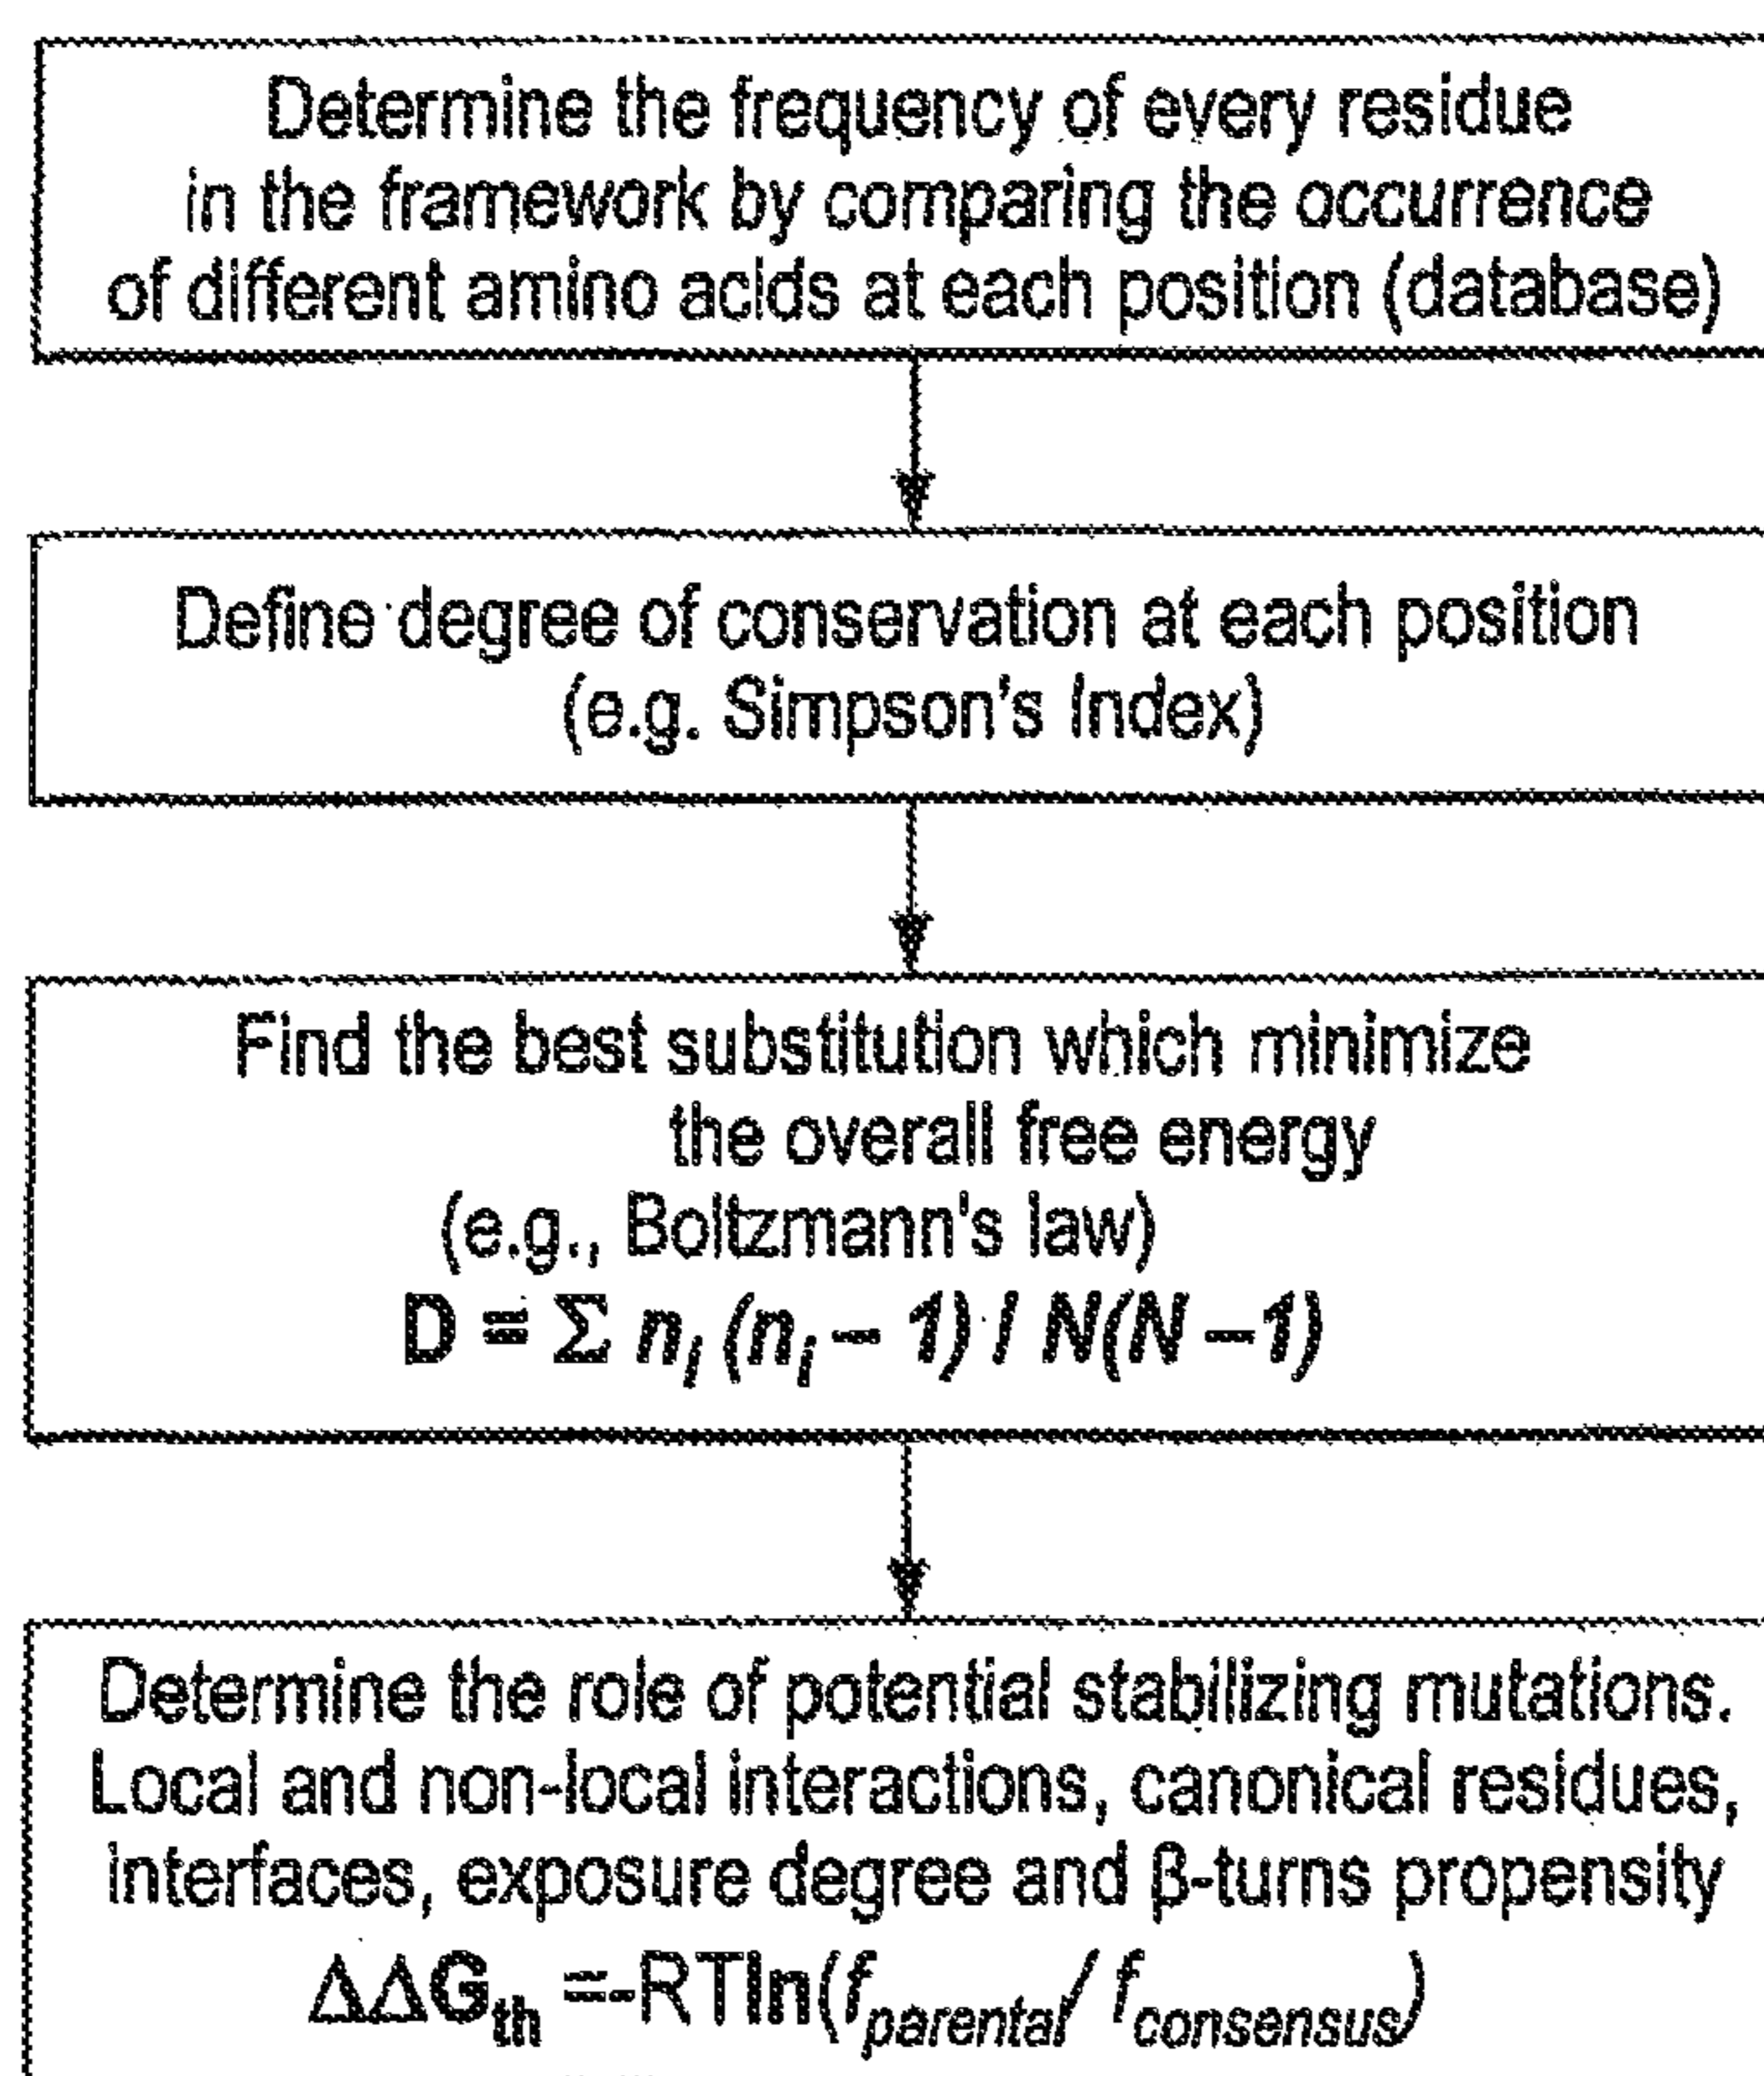 Determine the frequency of every residue
in the framework by comparing the occurrence
of different amino acids at each position (database)
Define degree of conservation at each position
(e.g. Simpson's Index)
Find the best substitution which minimize
the overall free energy
(e.g., Boltzmann's law)
D = Σ nᵢ (nᵢ – 1) / N(N –1)
Determine the role of potential stabilizing mutations.
Local and non-local interactions, canonical residues,
interfaces, exposure degree and β-turns propensity
ΔΔG_th =-RTln(f_parental/ f_consensus)